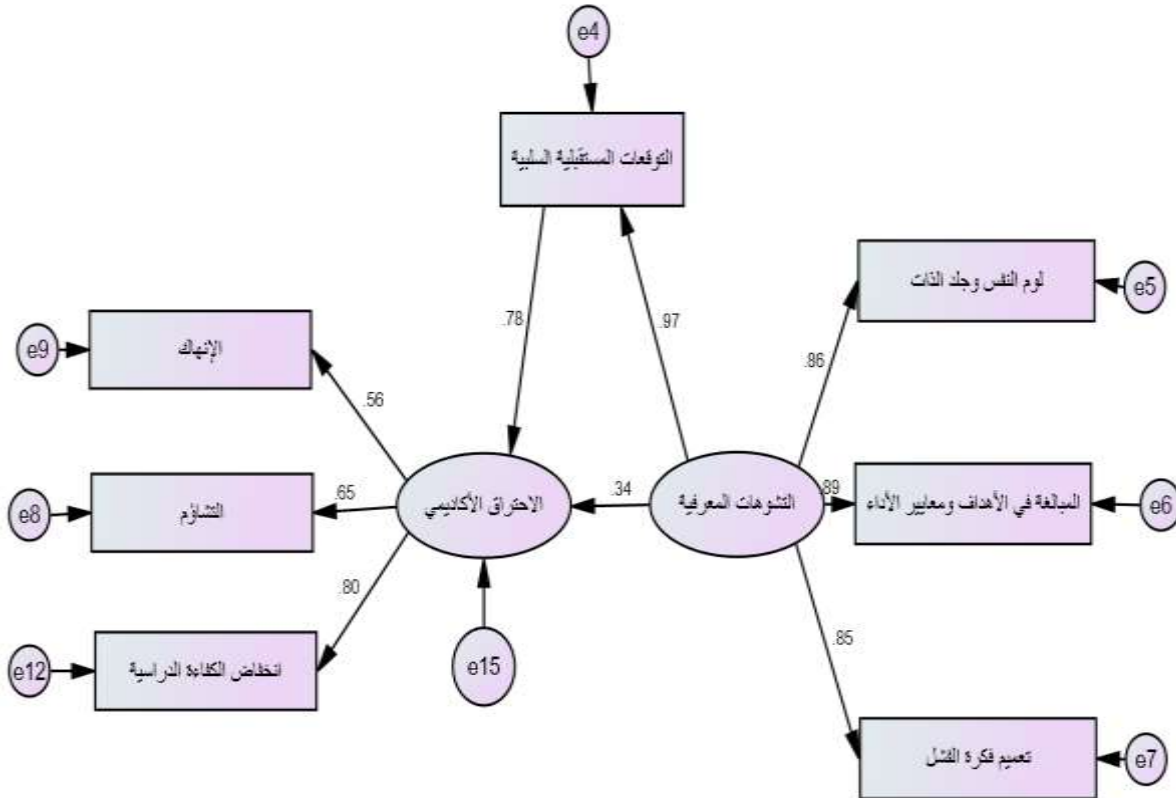 e4
التوقعات المستقبلية السلبية
لوم النفس وجلد الذات
e5
.97
.78
.86
الإنهاك
e9
.56
المبالغة في الأهداف ومعايير الأداء
e6
.89
التشوهات المعرفية
.34
الاحتراق الأكاديمي
.65
التشاؤم
e8
.80
.85
انخفاض الكفاءة الدراسية
e12
e15
تعميم فكرة الفشل
e7